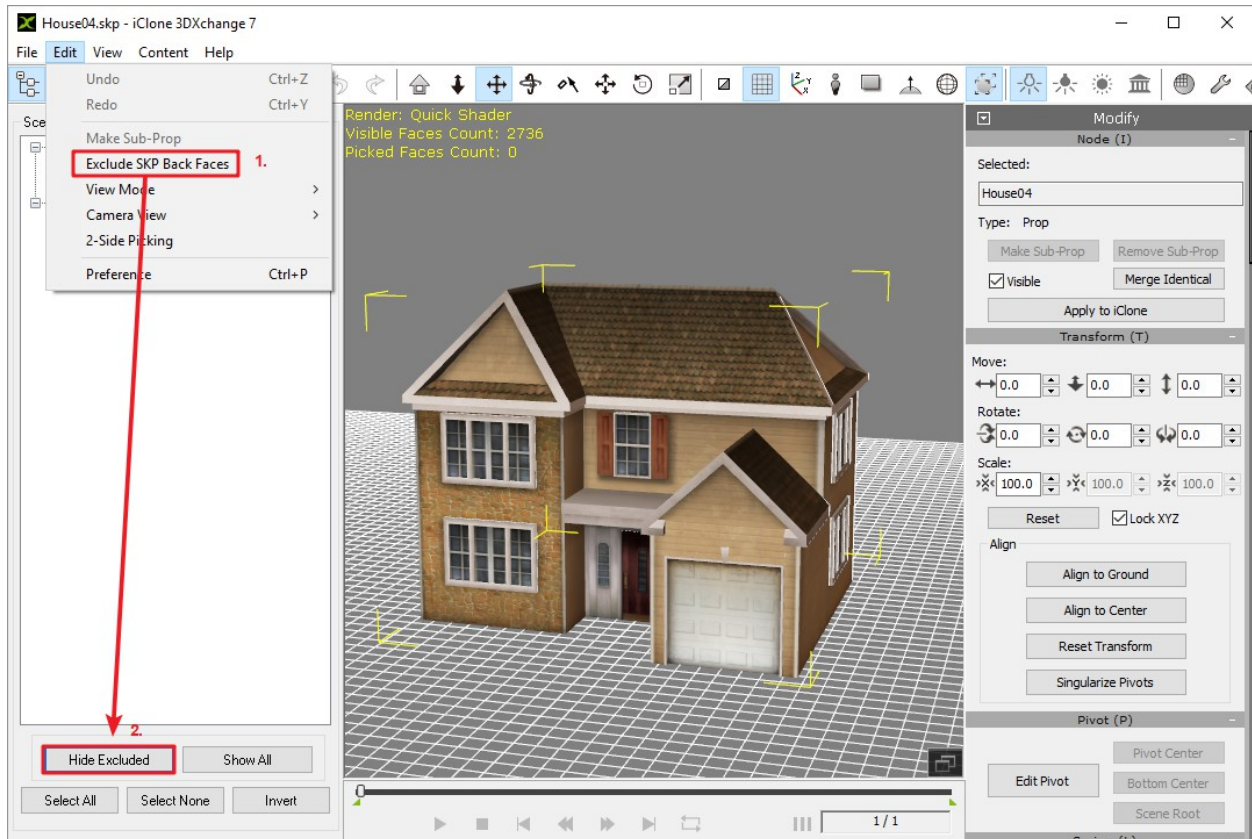 House04.skp - iClone 3DXchange 7
File Edit View Content Help
Undo Ctrl+Z
Redo Ctrl+Y
Make Sub-Prop
Exclude SKP Back Faces 1.
View Mode
Camera View
2-Side Picking
Preference Ctrl+P
Sce
2.
Hide Excluded Show All
Select All Select None Invert
Render: Quick Shader
Visible Faces Count: 2736
Picked Faces Count: 0
1/1
Modify
Node (I)
Selected:
House04
Type: Prop
Make Sub-Prop Remove Sub-Prop
Visible Merge Identical
Apply to iClone
Transform (T)
Move:
0.0 0.0 0.0
Rotate:
0.0 0.0 0.0
Scale:
X 100.0 Y 100.0 Z 100.0
Reset Lock XYZ
Align
Align to Ground
Align to Center
Reset Transform
Singularize Pivots
Pivot (P)
Pivot Center
Edit Pivot Bottom Center
Scene Root